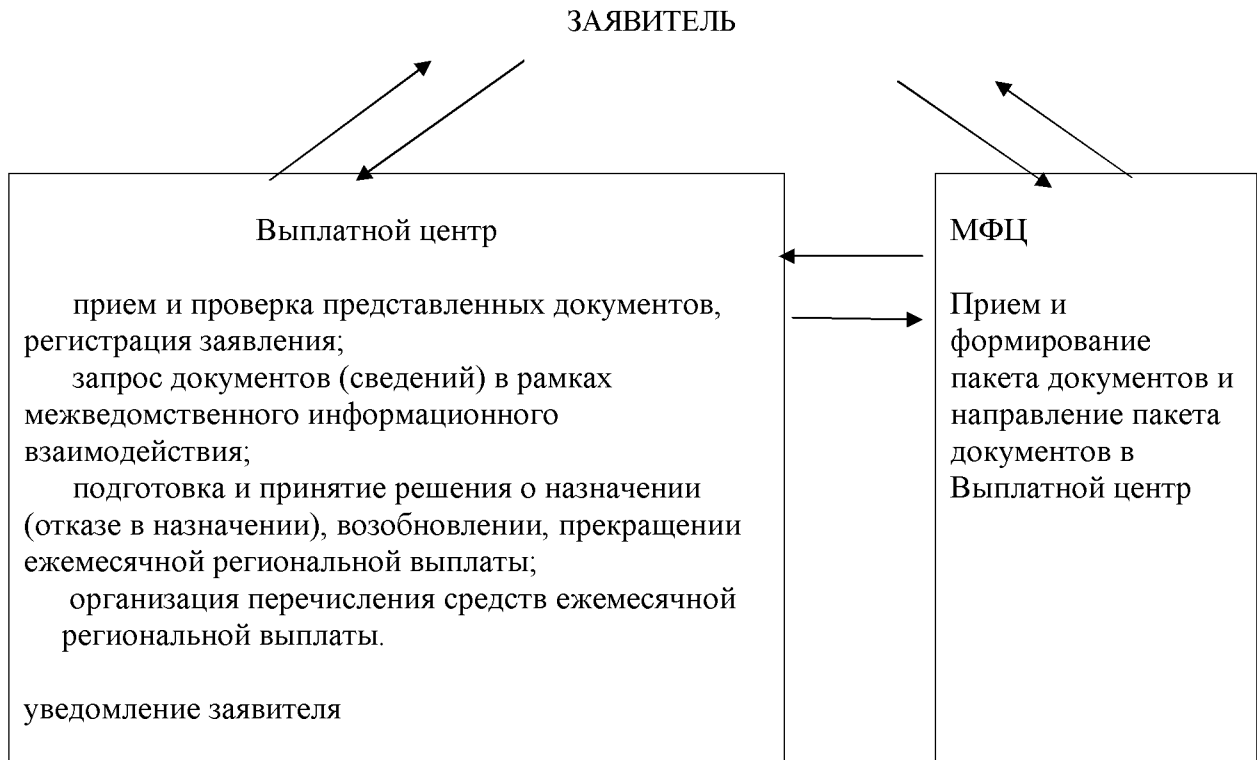 ЗАЯВИТЕЛЬ
Выплатной центр
прием и проверка представленных документов,
регистрация заявления;
запрос документов (сведений) в рамках
межведомственного информационного
взаимодействия;
подготовка и принятие решения о назначении
(отказе в назначении), возобновлении, прекращении
ежемесячной региональной выплаты;
организация перечисления средств ежемесячной
региональной выплаты.
уведомление заявителя
МФЦ
Прием и
формирование
пакета документов и
направление пакета
документов в
Выплатной центр